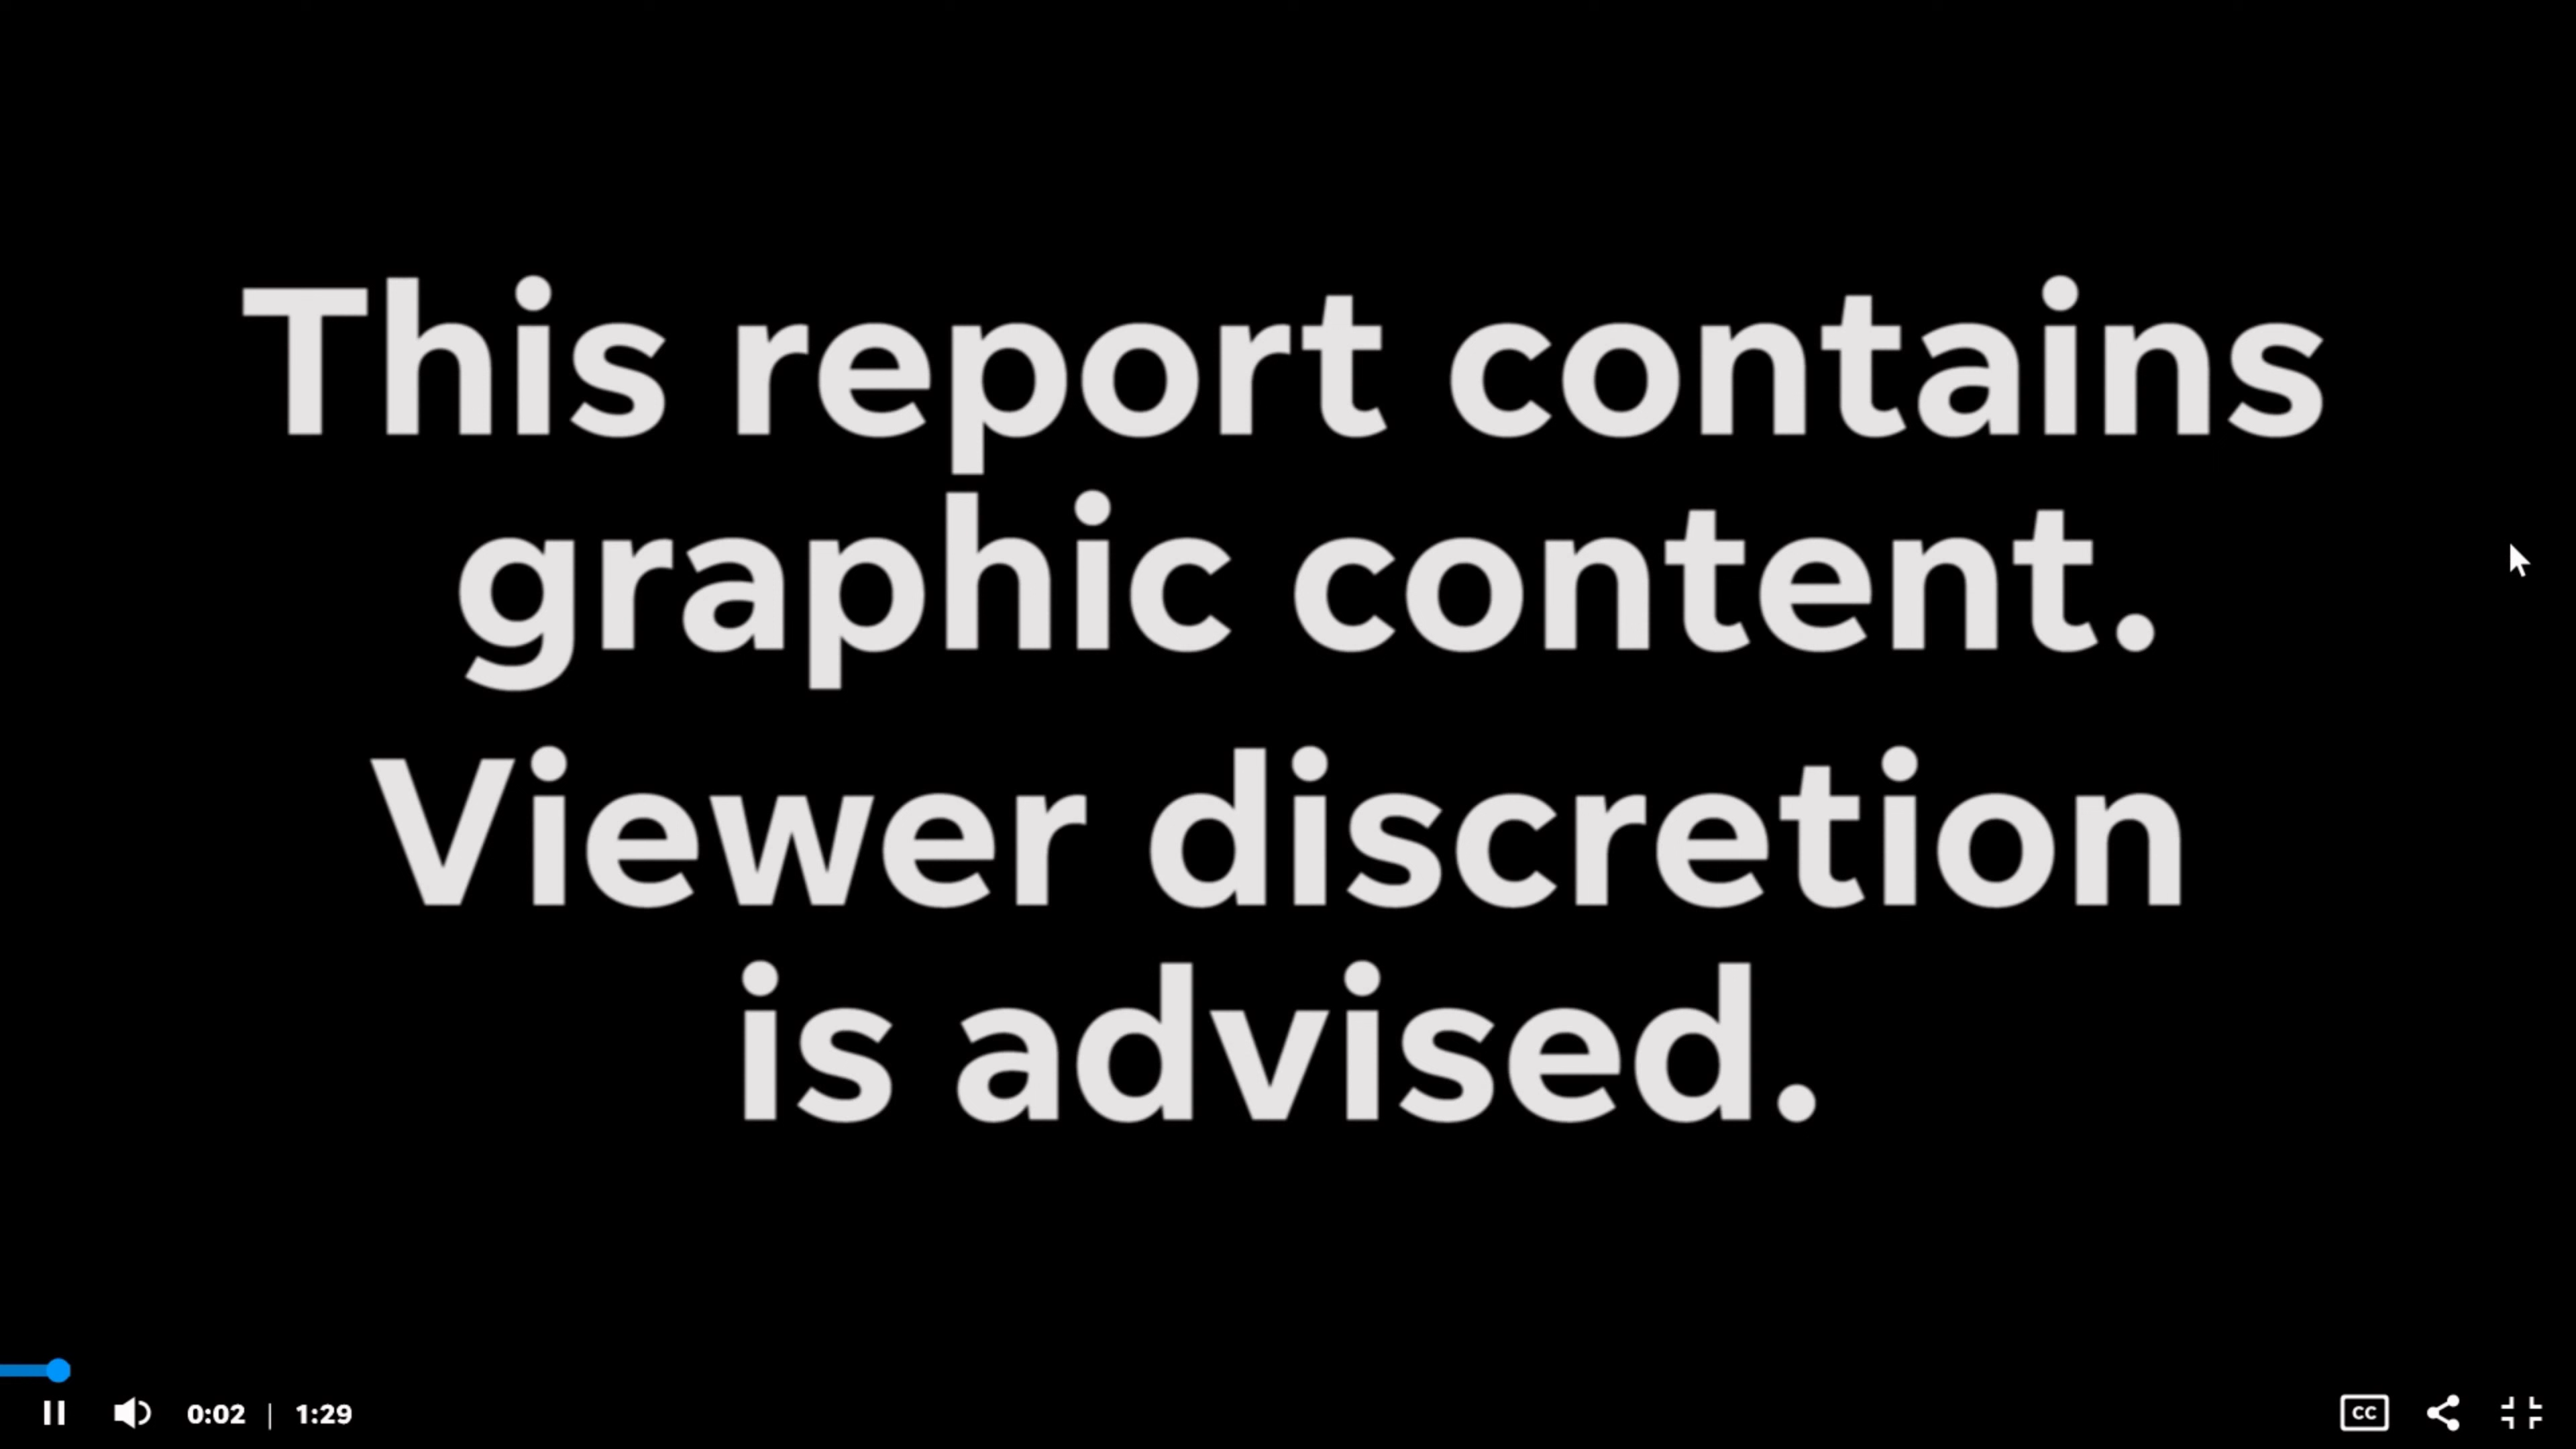 This report contains
graphic content.
Viewer discretion
is advised.
0:02 | 1:29
CC